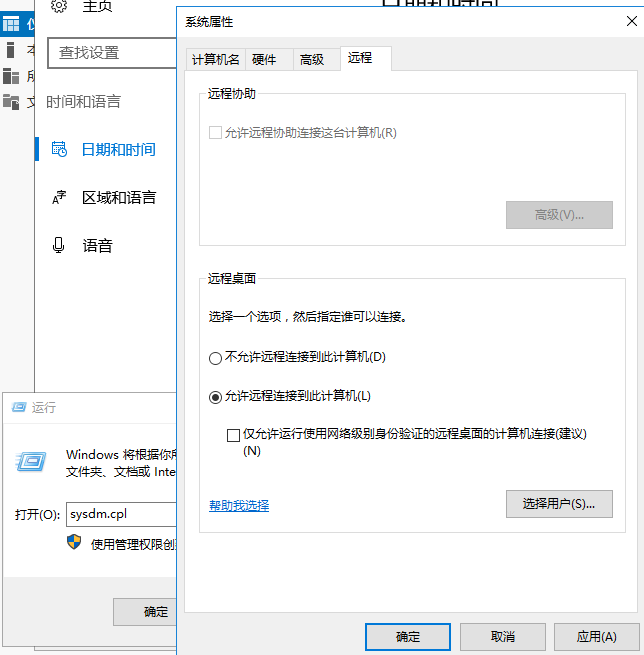 主页
查找设置
时间和语言
日期和时间
区域和语言
语音
运行
Windows 将根据你所
文件夹、文档或 Inte
打开(O):
sysdm.cpl
使用管理权限创建
确定
系统属性
计算机名
硬件
高级
远程
远程协助
允许远程协助连接这台计算机(R)
高级(V)...
远程桌面
选择一个选项，然后指定谁可以连接。
不允许远程连接到此计算机(D)
允许远程连接到此计算机(L)
仅允许运行使用网络级别身份验证的远程桌面的计算机连接(建议)
(N)
帮助我选择
选择用户(S)...
确定
取消
应用(A)